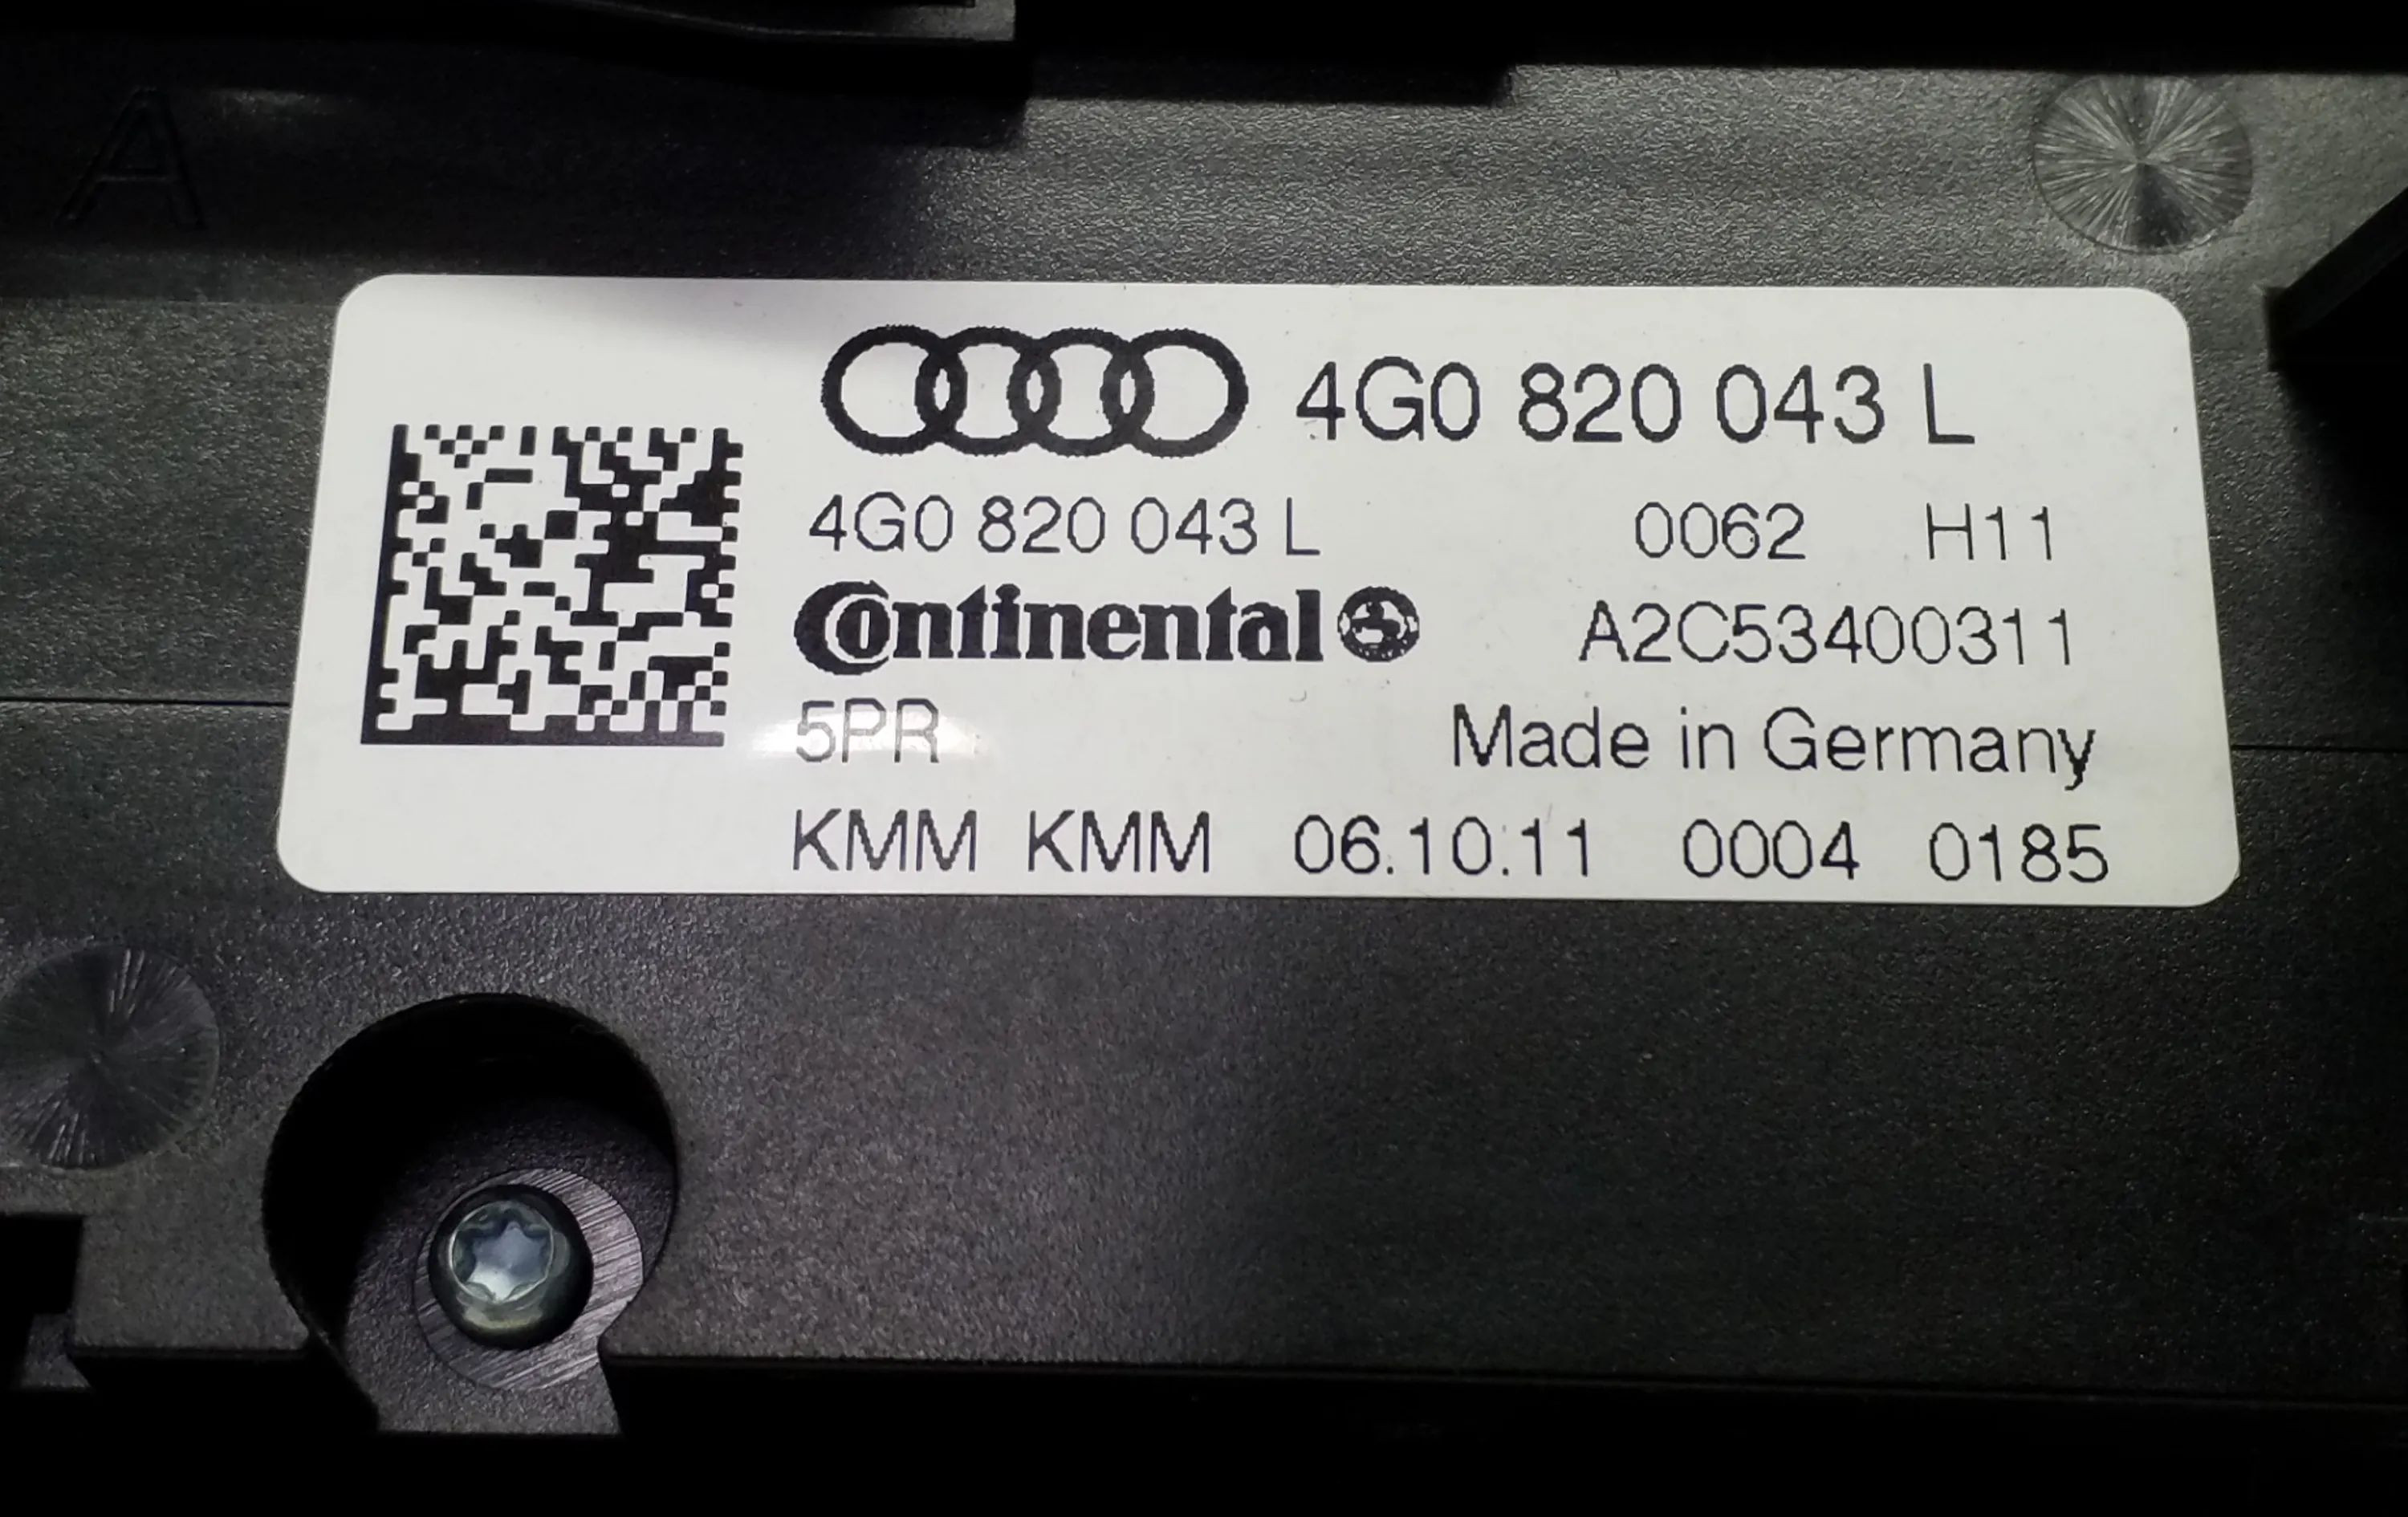 A
4G0 820 043 L
4G0 820 043 L 0062 H11
Continental A2C53400311
5PR Made in Germany
KMM KMM 06.10.11 0004 0185